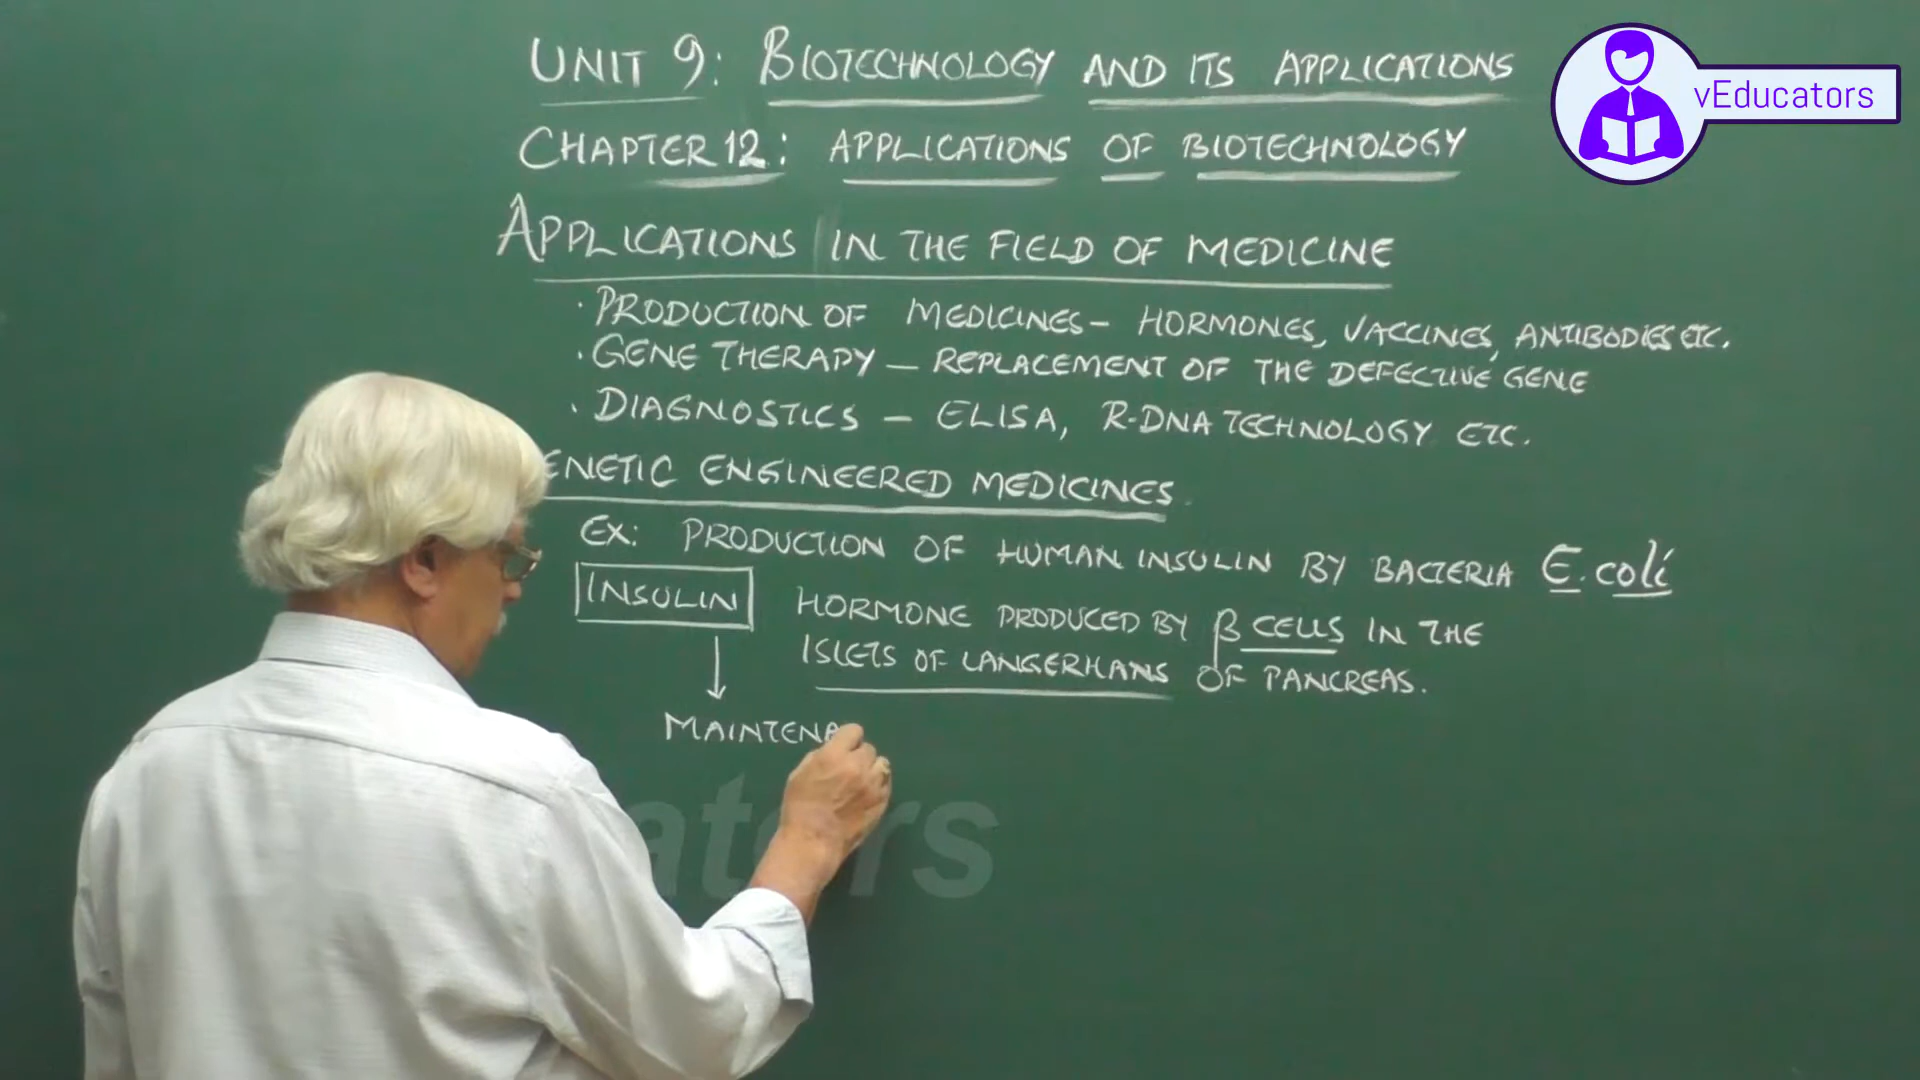 UNIT 9: BIOTECHNOLOGY AND ITS APPLICATIONS
vEducators
CHAPTER 12: APPLICATIONS OF BIOTECHNOLOGY
APPLICATIONS IN THE FIELD OF MEDICINE
· PRODUCTION OF MEDICINES - HORMONES, VACCINES, ANTIBODIES ETC.
· GENE THERAPY - REPLACEMENT OF THE DEFECTIVE GENE
· DIAGNOSTICS - ELISA, R-DNA TECHNOLOGY ETC.
ENETIC ENGINEERED MEDICINES
EX: PRODUCTION OF HUMAN INSULIN BY BACTERIA E. coli
INSULIN HORMONE PRODUCED BY β CELLS IN THE
ISLETS OF LANGERHANS OF PANCREAS.
↓
MAINTENA
ators